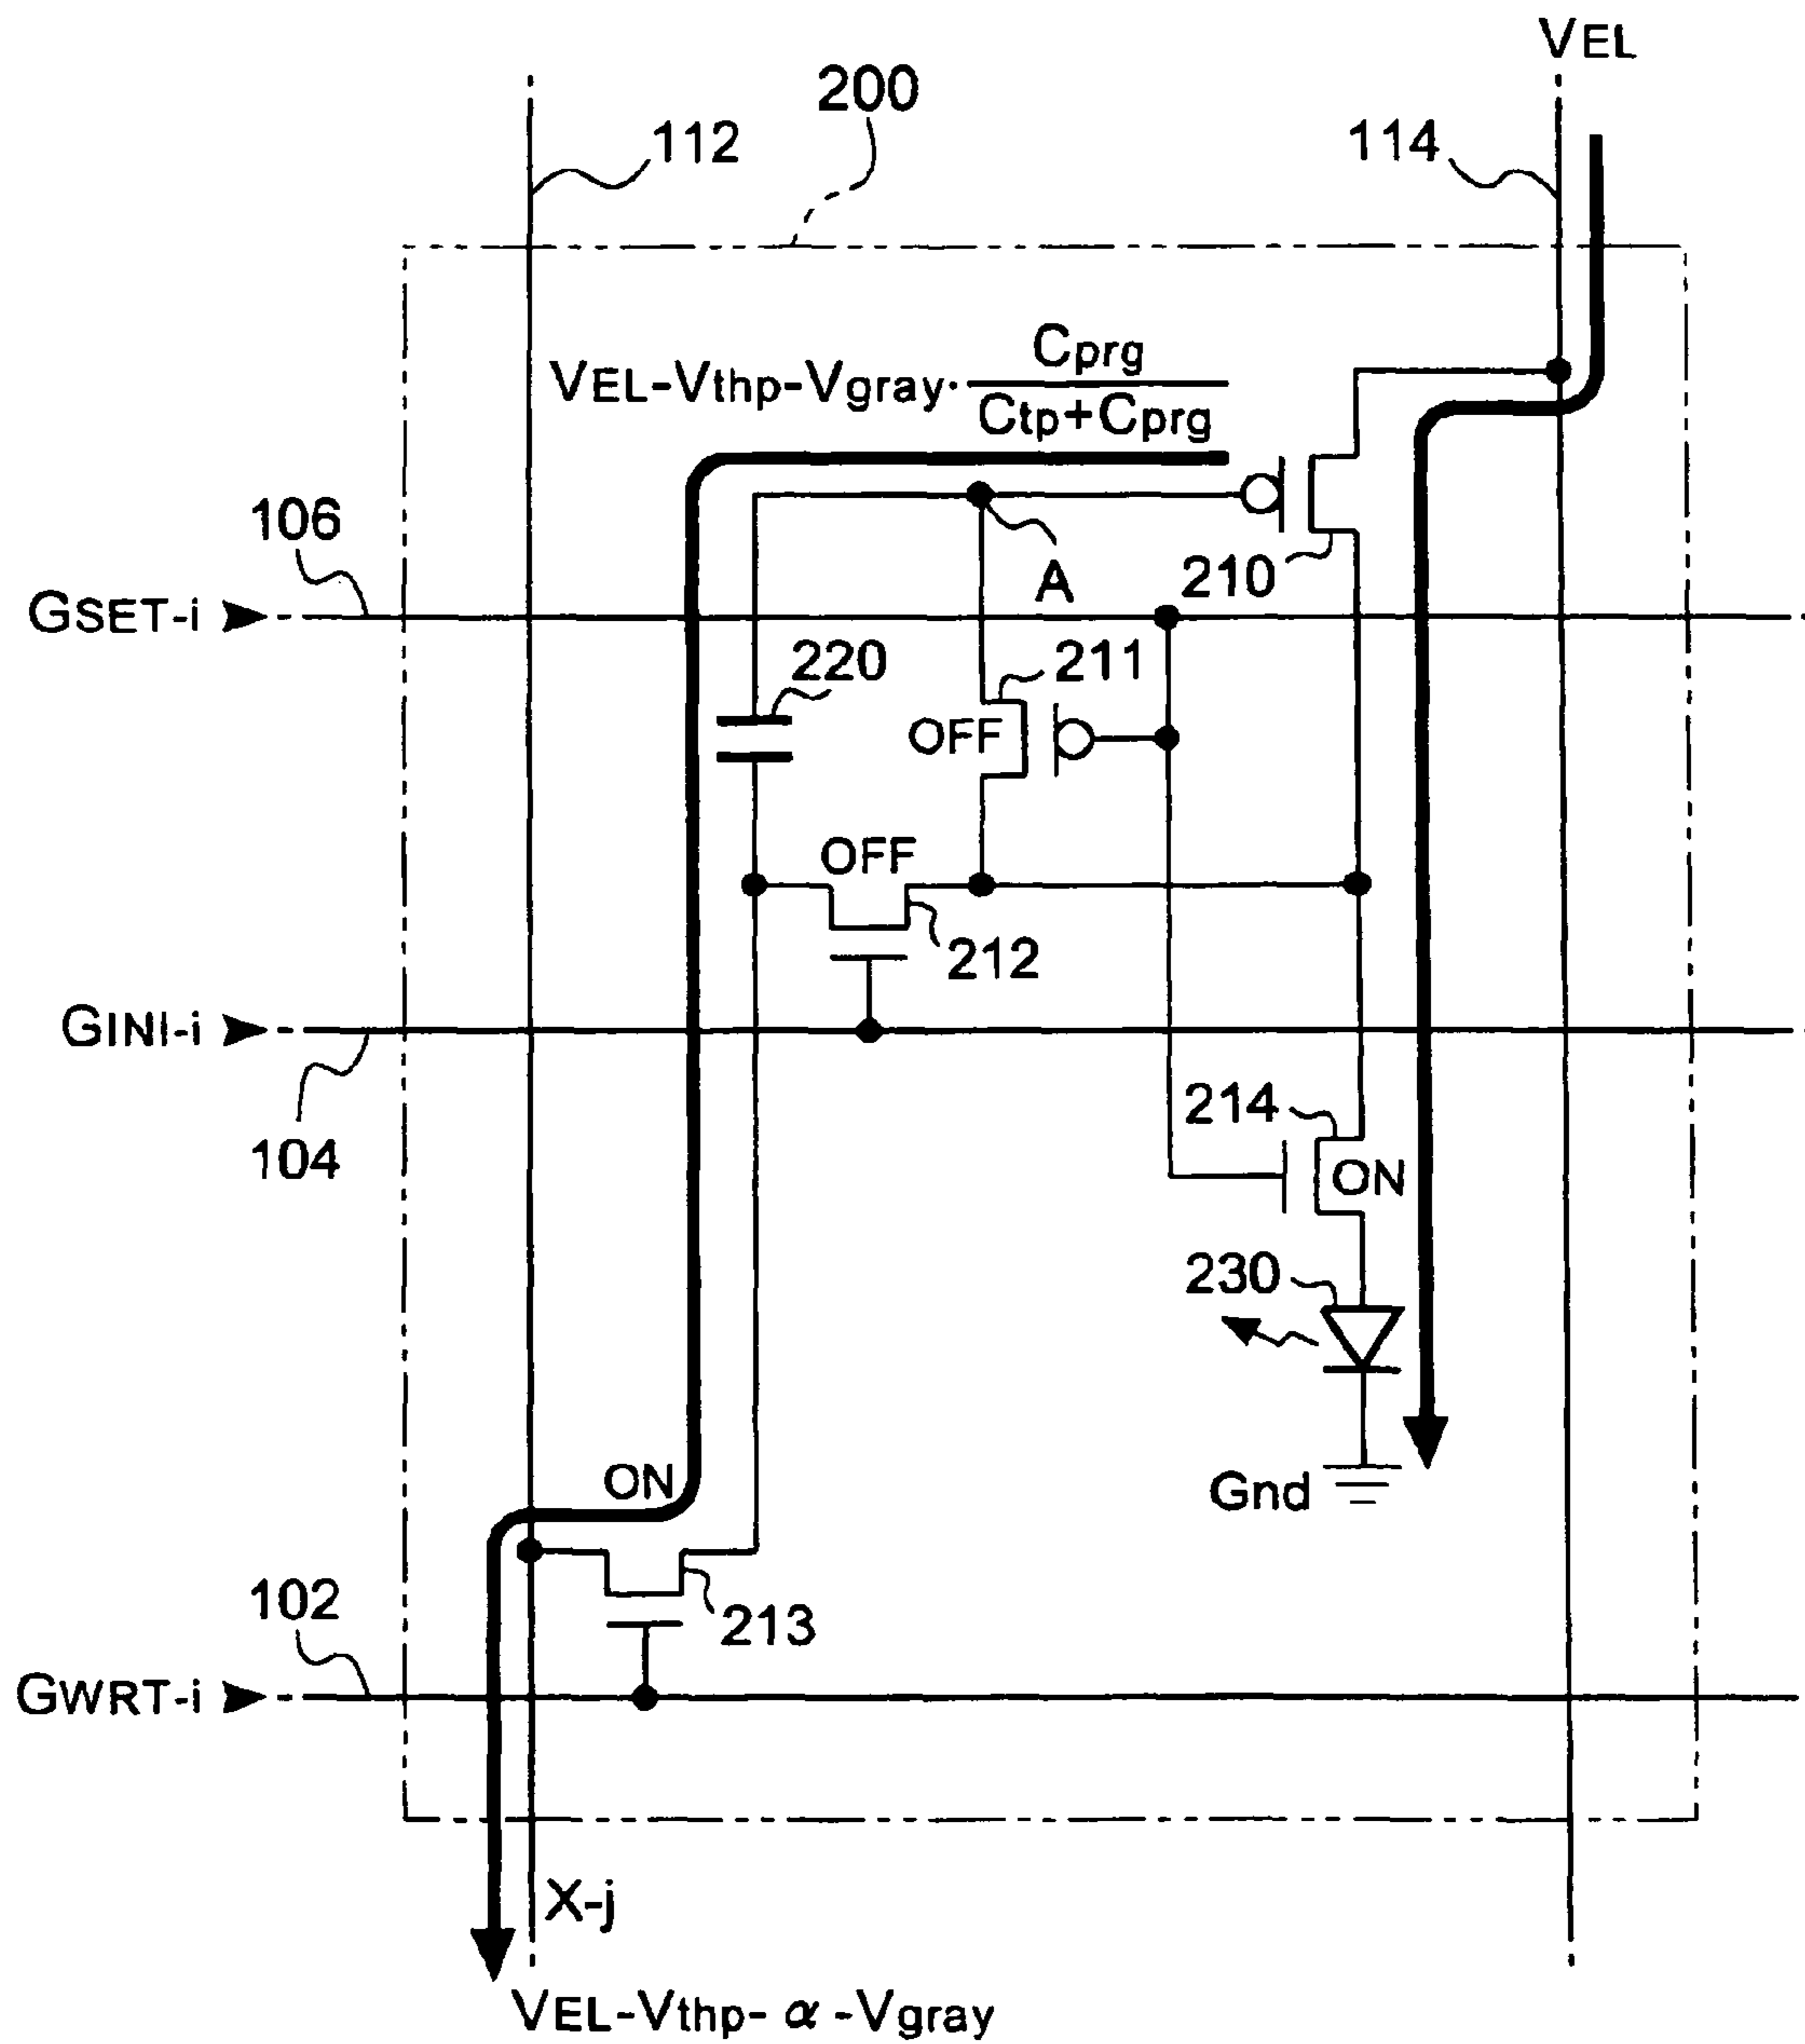 VEL
200
112
114
VEL-Vthp-Vgray· Cprg
Ctp+Cprg
106
A
210
GSET-i
220
211
OFF
OFF
212
GINI-i
104
214
ON
230
ON
Gnd
102
213
GWRT-i
X-j
VEL-Vthp- α -Vgray